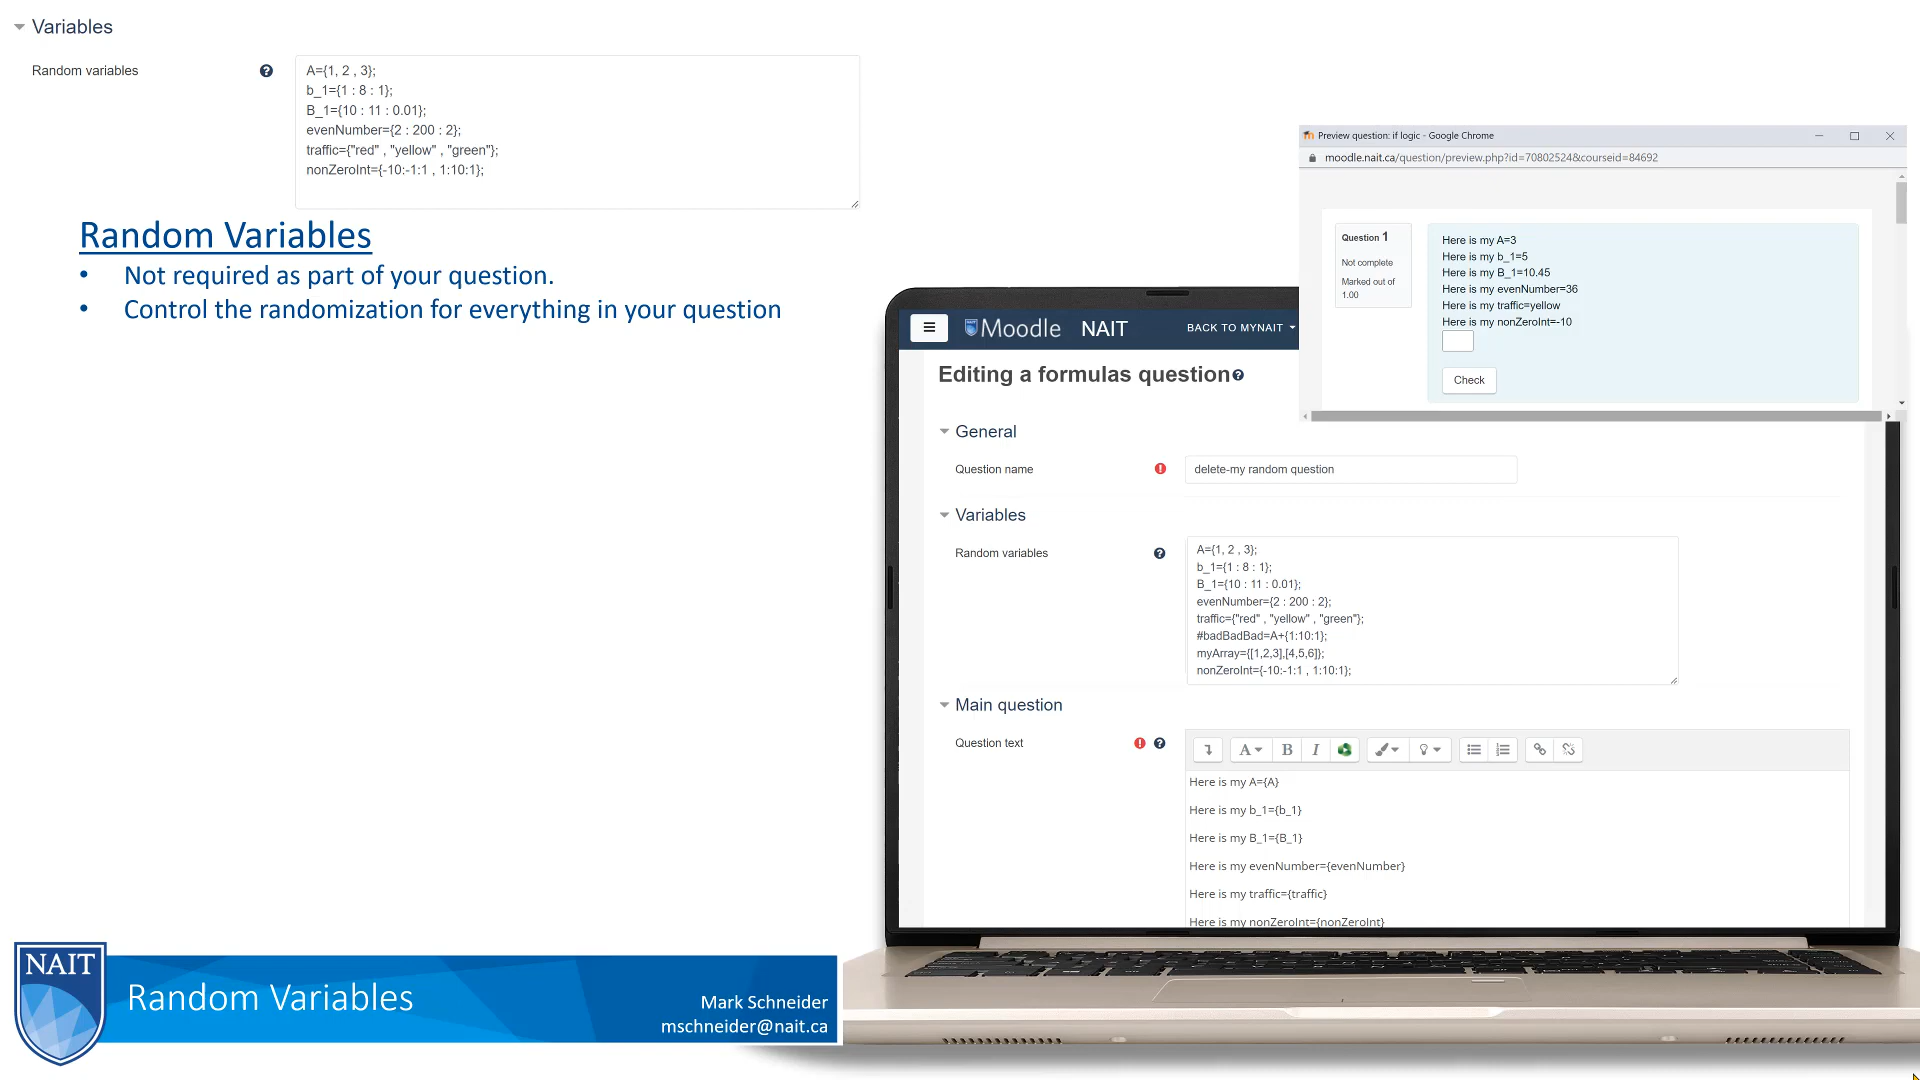 Variables
Random variables
A={1, 2 , 3};
b_1={1 : 8 : 1};
B_1={10 : 11 : 0.01};
evenNumber={2 : 200 : 2};
traffic={"red" , "yellow" , "green"};
nonZeroInt={-10:-1:1 , 1:10:1};
Random Variables
• Not required as part of your question.
• Control the randomization for everything in your question
Preview question: if logic - Google Chrome
moodle.nait.ca/question/preview.php?id=70802524&courseid=84692
Question 1
Not complete
Marked out of
1.00
Here is my A=3
Here is my b_1=5
Here is my B_1=10.45
Here is my evenNumber=36
Here is my traffic=yellow
Here is my nonZeroInt=-10
Check
Moodle NAIT BACK TO MYNAIT
Editing a formulas question
General
Question name
delete-my random question
Variables
Random variables
A={1, 2 , 3};
b_1={1 : 8 : 1};
B_1={10 : 11 : 0.01};
evenNumber={2 : 200 : 2};
traffic={"red" , "yellow" , "green"};
#badBadBad=A+{1:10:1};
myArray={[1,2,3],[4,5,6]};
nonZeroInt={-10:-1:1 , 1:10:1};
Main question
Question text
A B I
Here is my A={A}
Here is my b_1={b_1}
Here is my B_1={B_1}
Here is my evenNumber={evenNumber}
Here is my traffic={traffic}
Here is my nonZeroInt={nonZeroInt}
NAIT
Random Variables
Mark Schneider
mschneider@nait.ca